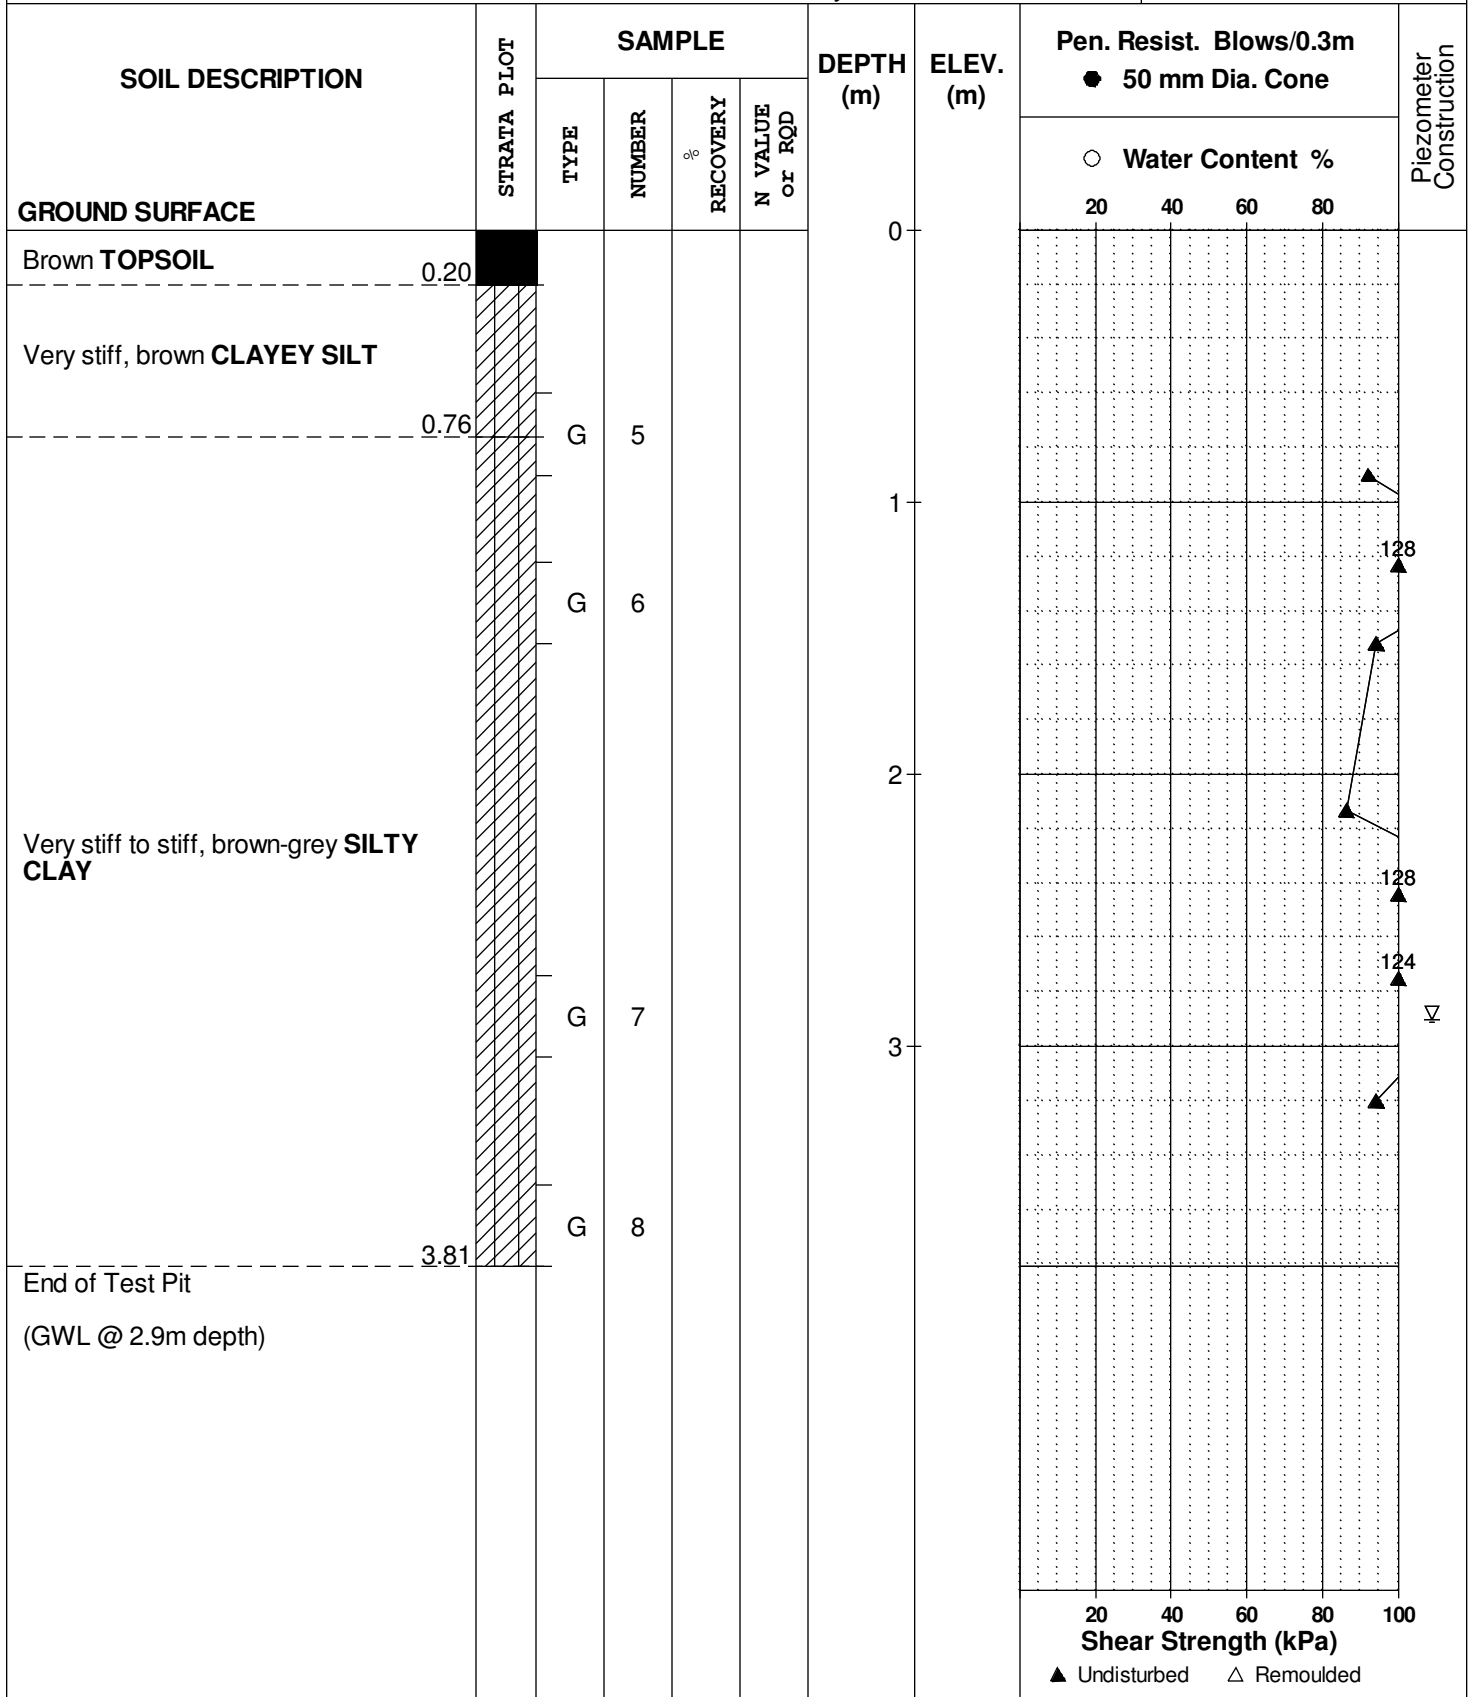 SOIL DESCRIPTION
GROUND SURFACE
STRATA PLOT
SAMPLE
TYPE
NUMBER
%
RECOVERY
N VALUE
or RQD
DEPTH
(m)
ELEV.
(m)
Pen. Resist. Blows/0.3m
50 mm Dia. Cone
Water Content %
20 40 60 80
Piezometer
Construction
Brown TOPSOIL
0.20
0
Very stiff, brown CLAYEY SILT
0.76
G 5
1
128
G 6
2
Very stiff to stiff, brown-grey SILTY
CLAY
128
124
G 7
3
G 8
3.81
End of Test Pit
(GWL @ 2.9m depth)
20 40 60 80 100
Shear Strength (kPa)
▲ Undisturbed △ Remoulded